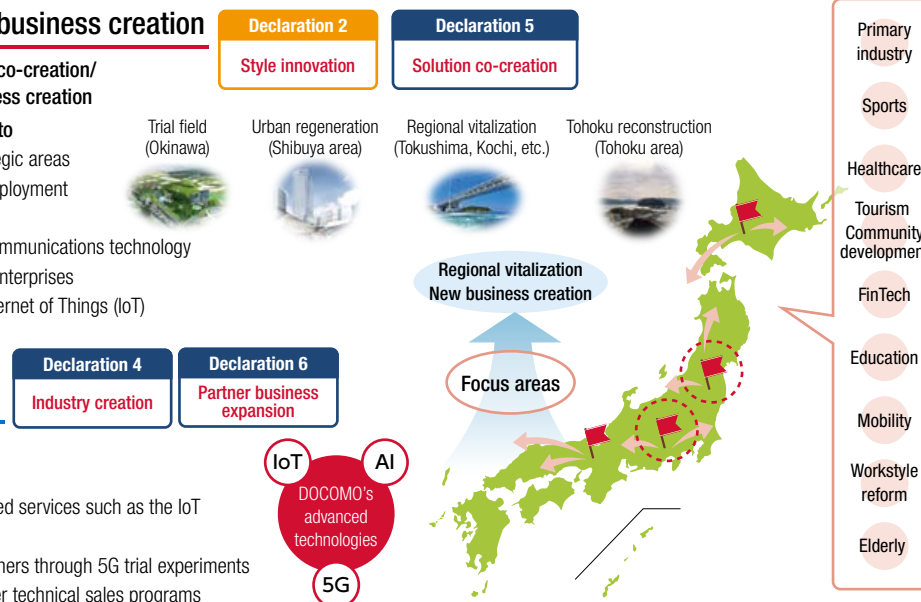 business creation
Declaration 2
Style innovation
Declaration 5
Solution co-creation
co-creation/
ess creation
to
egic areas
ployment
mmunications technology
enterprises
ernet of Things (IoT)
Trial field
(Okinawa)
Urban regeneration
(Shibuya area)
Regional vitalization
(Tokushima, Kochi, etc.)
Tohoku reconstruction
(Tohoku area)
Regional vitalization
New business creation
Focus areas
Declaration 4
Industry creation
Declaration 6
Partner business
expansion
IoT
AI
DOCOMO's
advanced
technologies
5G
ed services such as the IoT
ners through 5G trial experiments
er technical sales programs
Primary
industry
Sports
Healthcare
Tourism
Community
developmen
FinTech
Education
Mobility
Workstyle
reform
Elderly